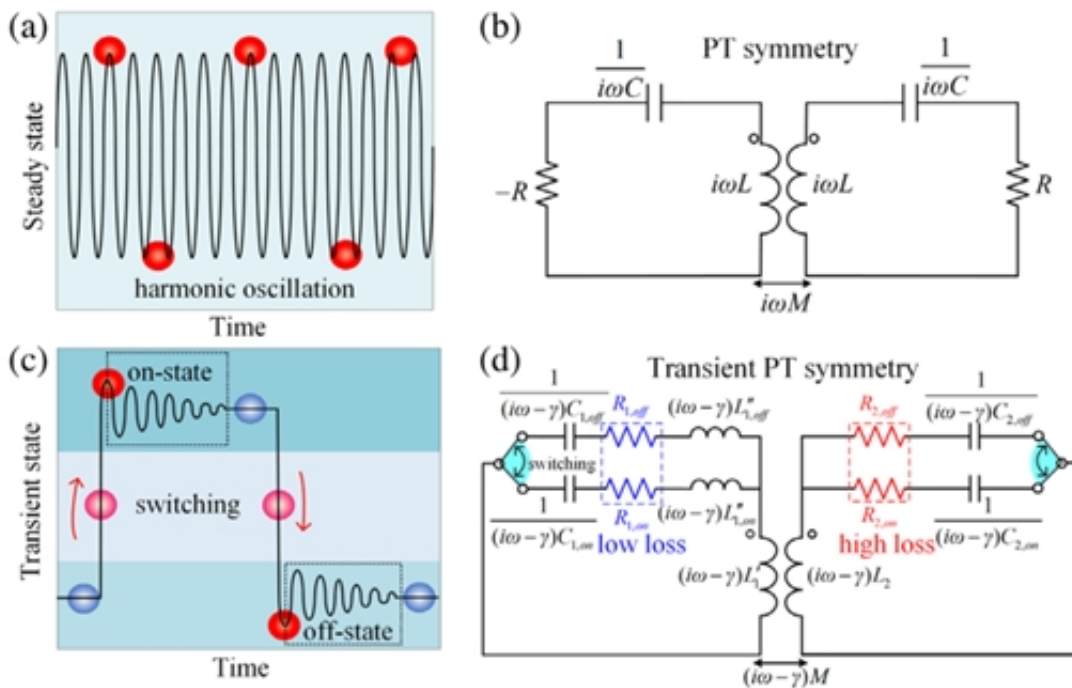 (a)
Steady state
harmonic oscillation
Time
(b)
PT symmetry
1
iωC
1
iωC
−R
iωL
iωL
R
iωM
(c)
Transient state
on-state
switching
off-state
Time
(d)
Transient PT symmetry
1
(iω−γ)C1,off
R1,off
(iω−γ)L″1,off
R2,off
1
(iω−γ)C2,off
switching
1
(iω−γ)C1,on
R1,on
(iω−γ)L″1,on
low loss
R2,on
high loss
1
(iω−γ)C2,on
(iω−γ)L′1
(iω−γ)L2
(iω−γ)M